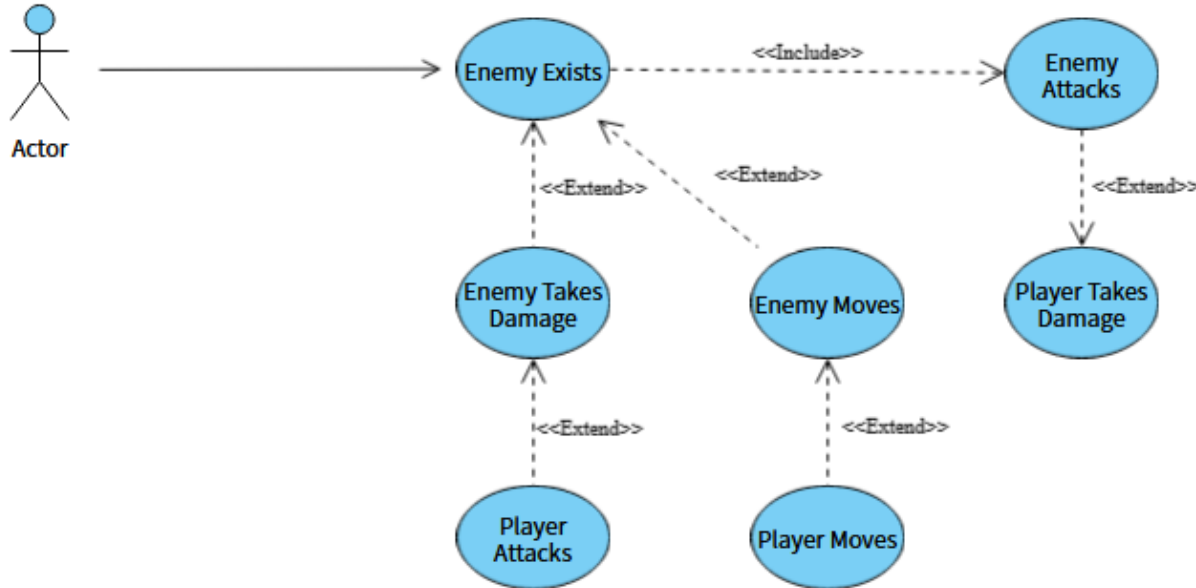 <<Include>>
Enemy Exists
Enemy
Attacks
Actor
<<Extend>>
<<Extend>>
<<Extend>>
Enemy Takes
Damage
Enemy Moves
Player Takes
Damage
<<Extend>>
<<Extend>>
Player
Attacks
Player Moves